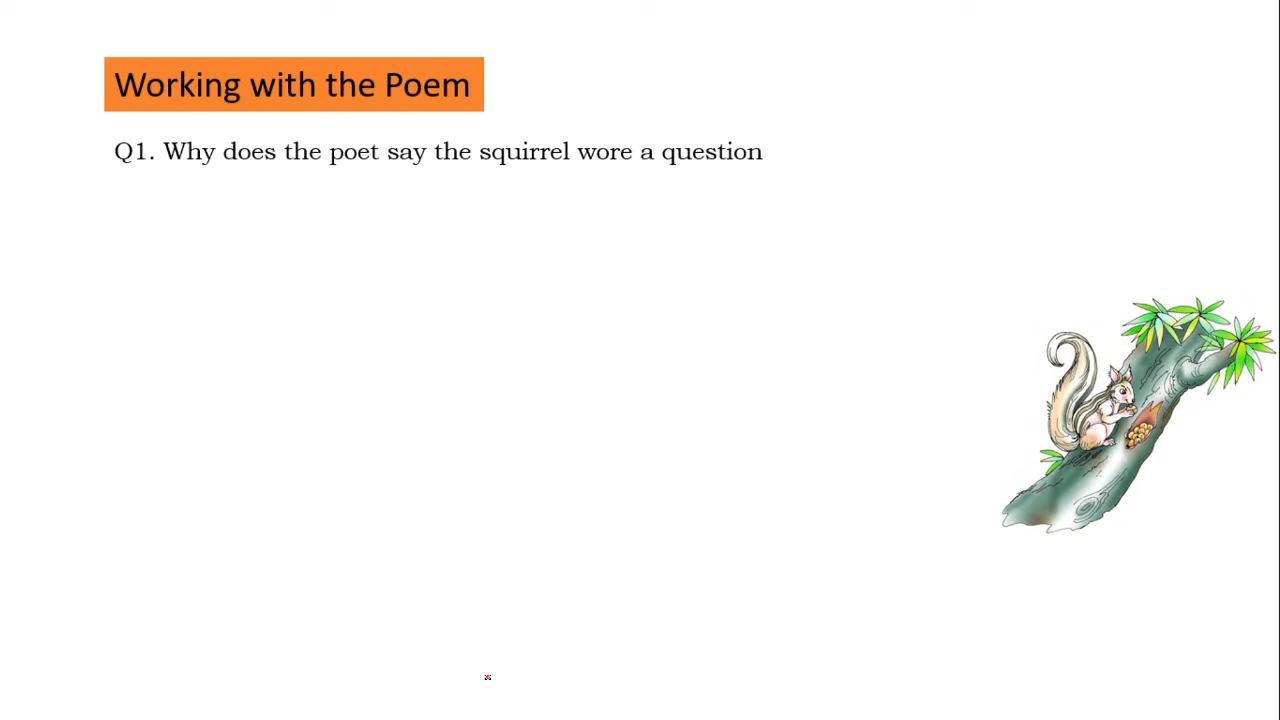 Working with the Poem
Q1. Why does the poet say the squirrel wore a question